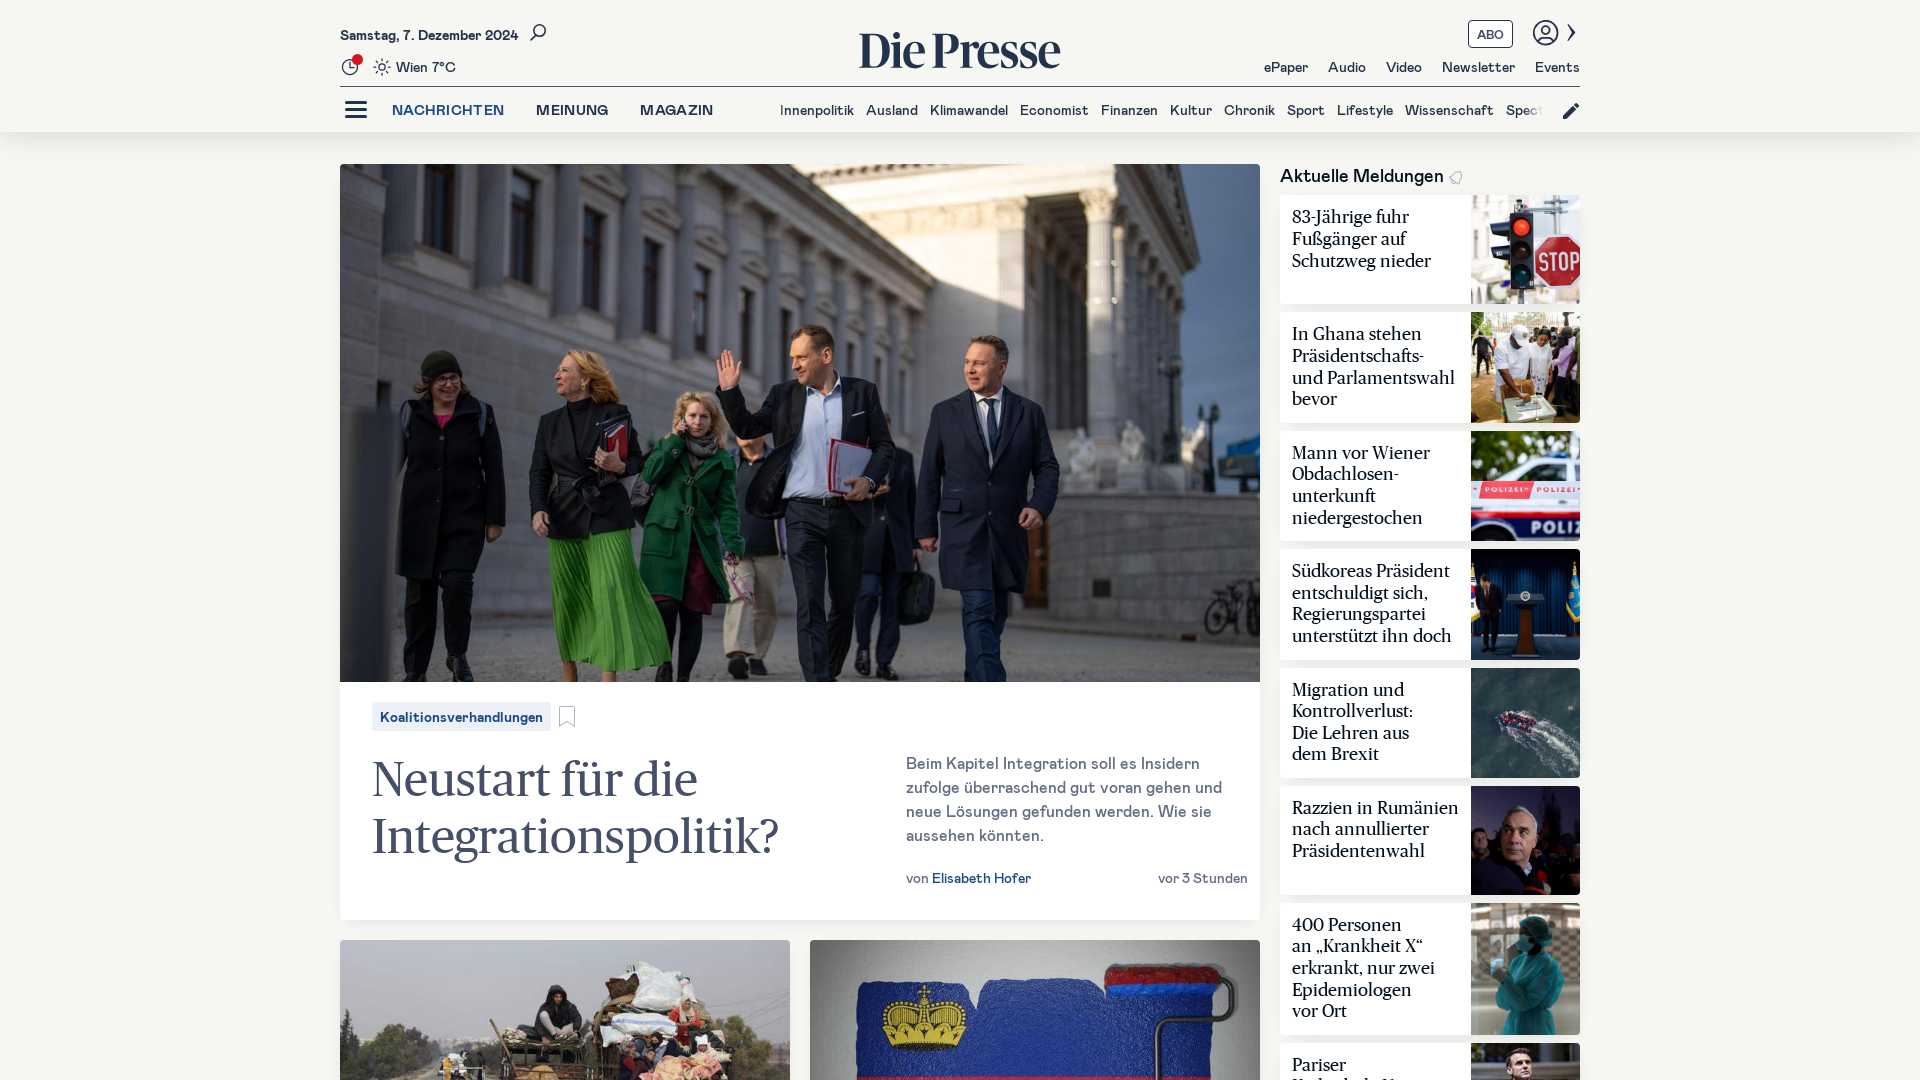 Samstag, 7. Dezember 2024
Wien 7°C
Die Presse
ABO
ePaper Audio Video Newsletter Events
NACHRICHTEN MEINUNG MAGAZIN
Innenpolitik Ausland Klimawandel Economist Finanzen Kultur Chronik Sport Lifestyle Wissenschaft
Koalitionsverhandlungen
Neustart für die
Integrationspolitik?
Beim Kapitel Integration soll es Insidern
zufolge überraschend gut voran gehen und
neue Lösungen gefunden werden. Wie sie
aussehen könnten.
von Elisabeth Hofer vor 3 Stunden
Aktuelle Meldungen
83-Jährige fuhr
Fußgänger auf
Schutzweg nieder
STOP
In Ghana stehen
Präsidentschafts-
und Parlamentswahl
bevor
Mann vor Wiener
Obdachlosen-
unterkunft
niedergestochen
POLIZEI POLIZEI
POLIZ
Südkoreas Präsident
entschuldigt sich,
Regierungspartei
unterstützt ihn doch
Migration und
Kontrollverlust:
Die Lehren aus
dem Brexit
Razzien in Rumänien
nach annullierter
Präsidentenwahl
400 Personen
an „Krankheit X“
erkrankt, nur zwei
Epidemiologen
vor Ort
Pariser